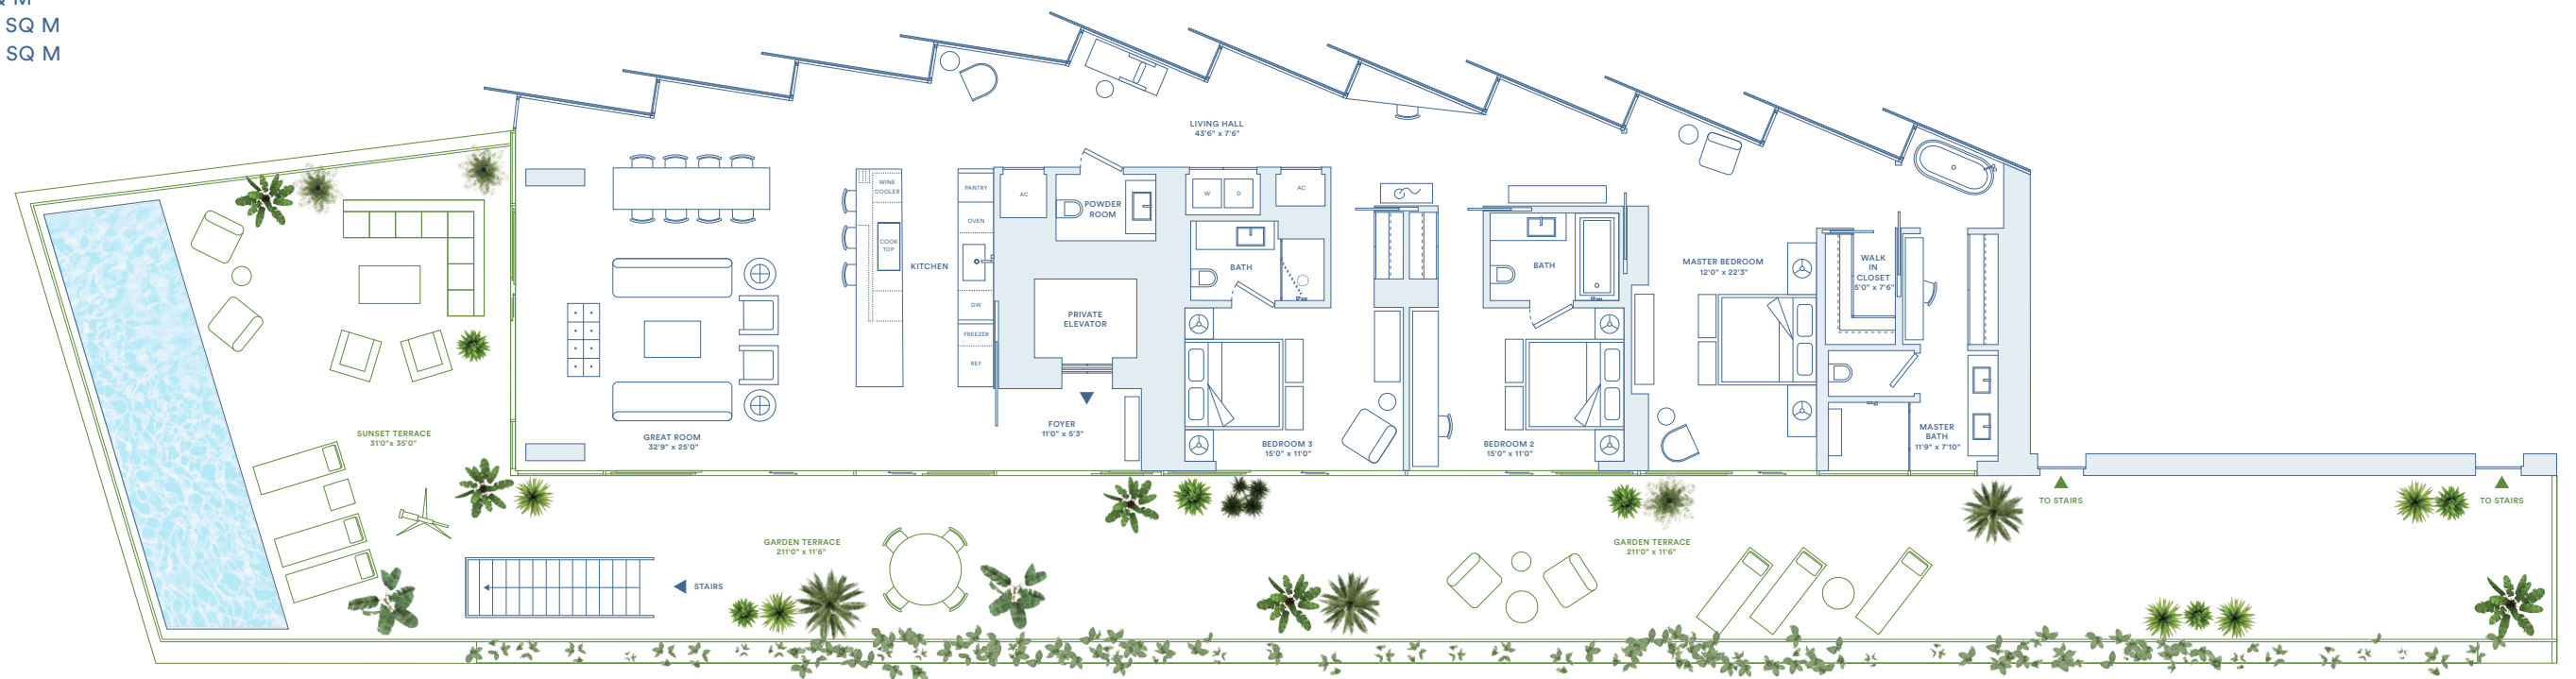 SQ M
SQ M
LIVING HALL
43'6" x 7'6"
WINE
COOLER
COOK
TOP
KITCHEN
PANTRY
OVEN
DW
FREEZER
REF
AC
POWDER
ROOM
W
D
AC
BATH
PRIVATE
ELEVATOR
FOYER
11'0" x 5'3"
BATH
MASTER BEDROOM
12'0" x 22'3"
WALK
IN
CLOSET
5'0" x 7'6"
SUNSET TERRACE
31'0"x 35'0"
GREAT ROOM
32'9" x 25'0"
BEDROOM 3
15'0" x 11'0"
BEDROOM 2
15'0" x 11'0"
MASTER
BATH
11'9" x 7'10"
TO STAIRS
TO STAIRS
GARDEN TERRACE
211'0" x 11'6"
GARDEN TERRACE
211'0" x 11'6"
STAIRS